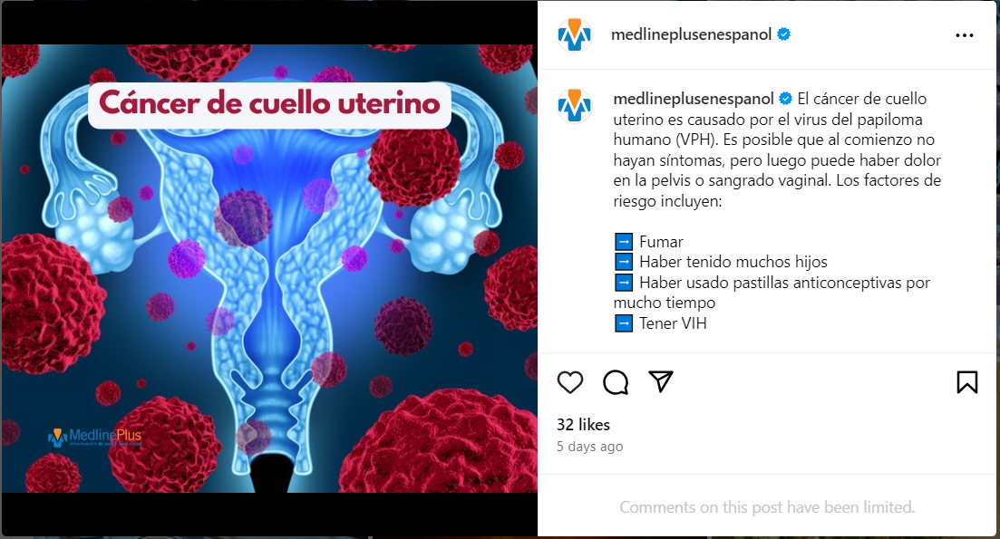 Cáncer de cuello uterino
MedlinePlus
medlineplusenespanol
medlineplusenespanol El cáncer de cuello
uterino es causado por el virus del papiloma
humano (VPH). Es posible que al comienzo no
hayan síntomas, pero luego puede haber dolor
en la pelvis o sangrado vaginal. Los factores de
riesgo incluyen:
➡️ Fumar
➡️ Haber tenido muchos hijos
➡️ Haber usado pastillas anticonceptivas por
mucho tiempo
➡️ Tener VIH
32 likes
5 days ago
Comments on this post have been limited.